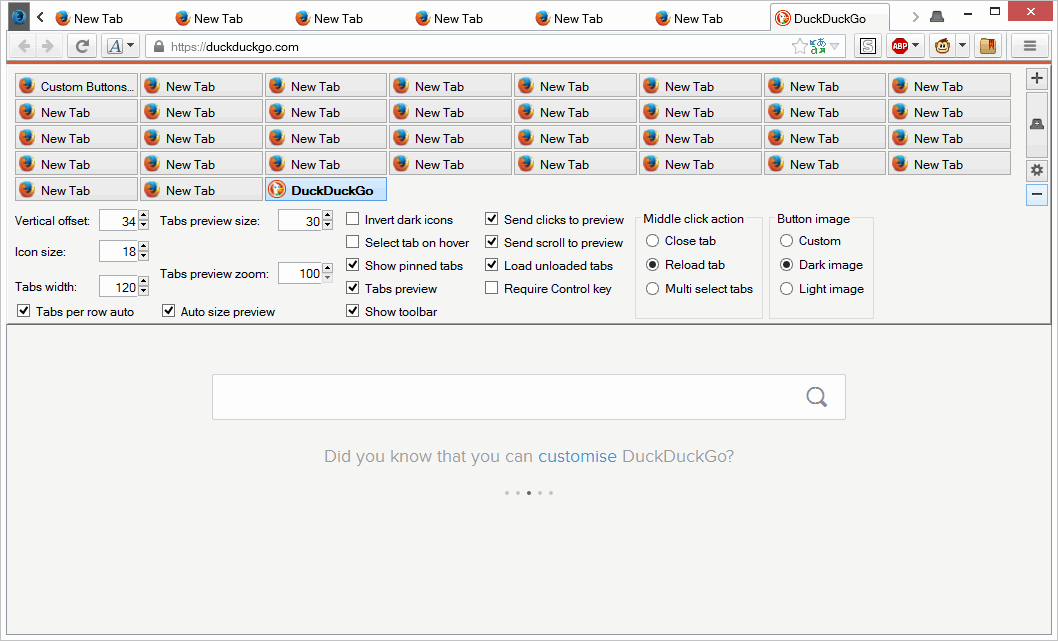 New Tab New Tab New Tab New Tab New Tab New Tab DuckDuckGo
A https://duckduckgo.com S ABP
Custom Buttons... New Tab New Tab New Tab New Tab New Tab New Tab New Tab
New Tab New Tab New Tab New Tab New Tab New Tab New Tab New Tab
New Tab New Tab New Tab New Tab New Tab New Tab New Tab New Tab
New Tab New Tab New Tab New Tab New Tab New Tab New Tab New Tab
New Tab New Tab DuckDuckGo
Vertical offset: 34 Tabs preview size: 30 Invert dark icons Send clicks to preview Middle click action Button image
Icon size: 18 Select tab on hover Send scroll to preview Close tab Custom
Tabs preview zoom: 100 Show pinned tabs Load unloaded tabs Reload tab Dark image
Tabs width: 120 Tabs preview Require Control key Multi select tabs Light image
Tabs per row auto Auto size preview Show toolbar
Did you know that you can customise DuckDuckGo?